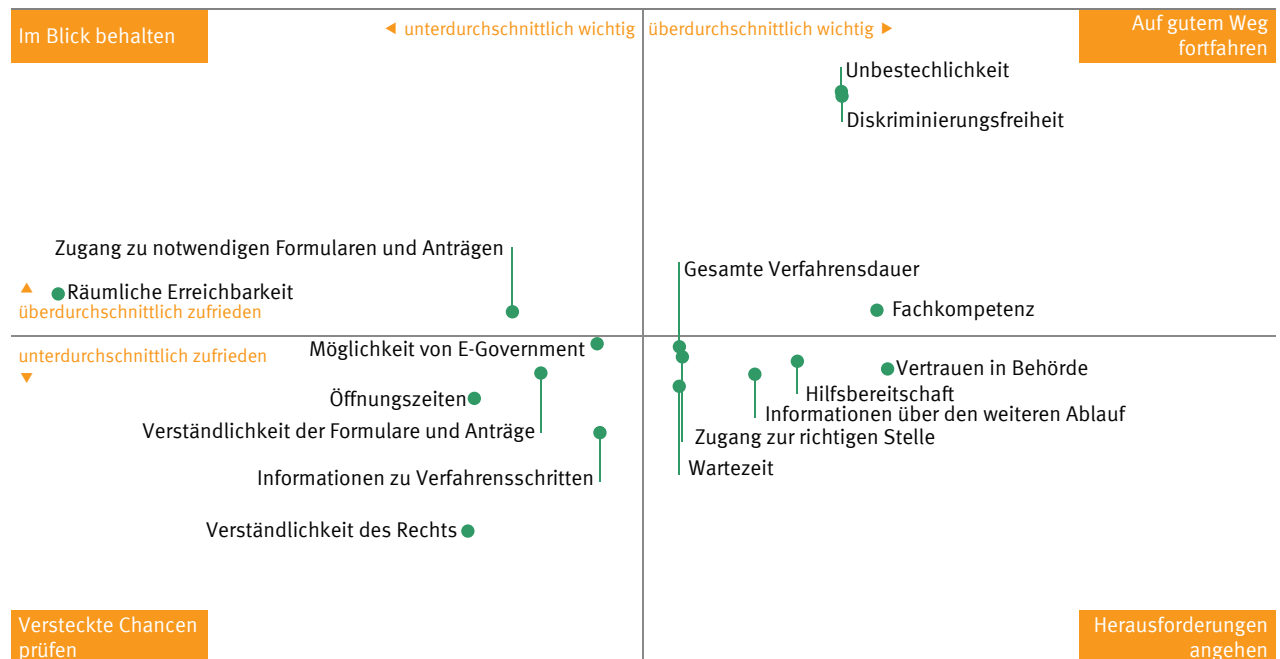 Im Blick behalten
◄ unterdurchschnittlich wichtig
überdurchschnittlich wichtig ►
Auf gutem Weg
fortfahren
Unbestechlichkeit
Diskriminierungsfreiheit
Zugang zu notwendigen Formularen und Anträgen
Gesamte Verfahrensdauer
▲
Räumliche Erreichbarkeit
überdurchschnittlich zufrieden
Fachkompetenz
unterdurchschnittlich zufrieden
▼
Möglichkeit von E-Government
Vertrauen in Behörde
Hilfsbereitschaft
Öffnungszeiten
Informationen über den weiteren Ablauf
Verständlichkeit der Formulare und Anträge
Zugang zur richtigen Stelle
Wartezeit
Informationen zu Verfahrensschritten
Verständlichkeit des Rechts
Versteckte Chancen
prüfen
Herausforderungen
angehen